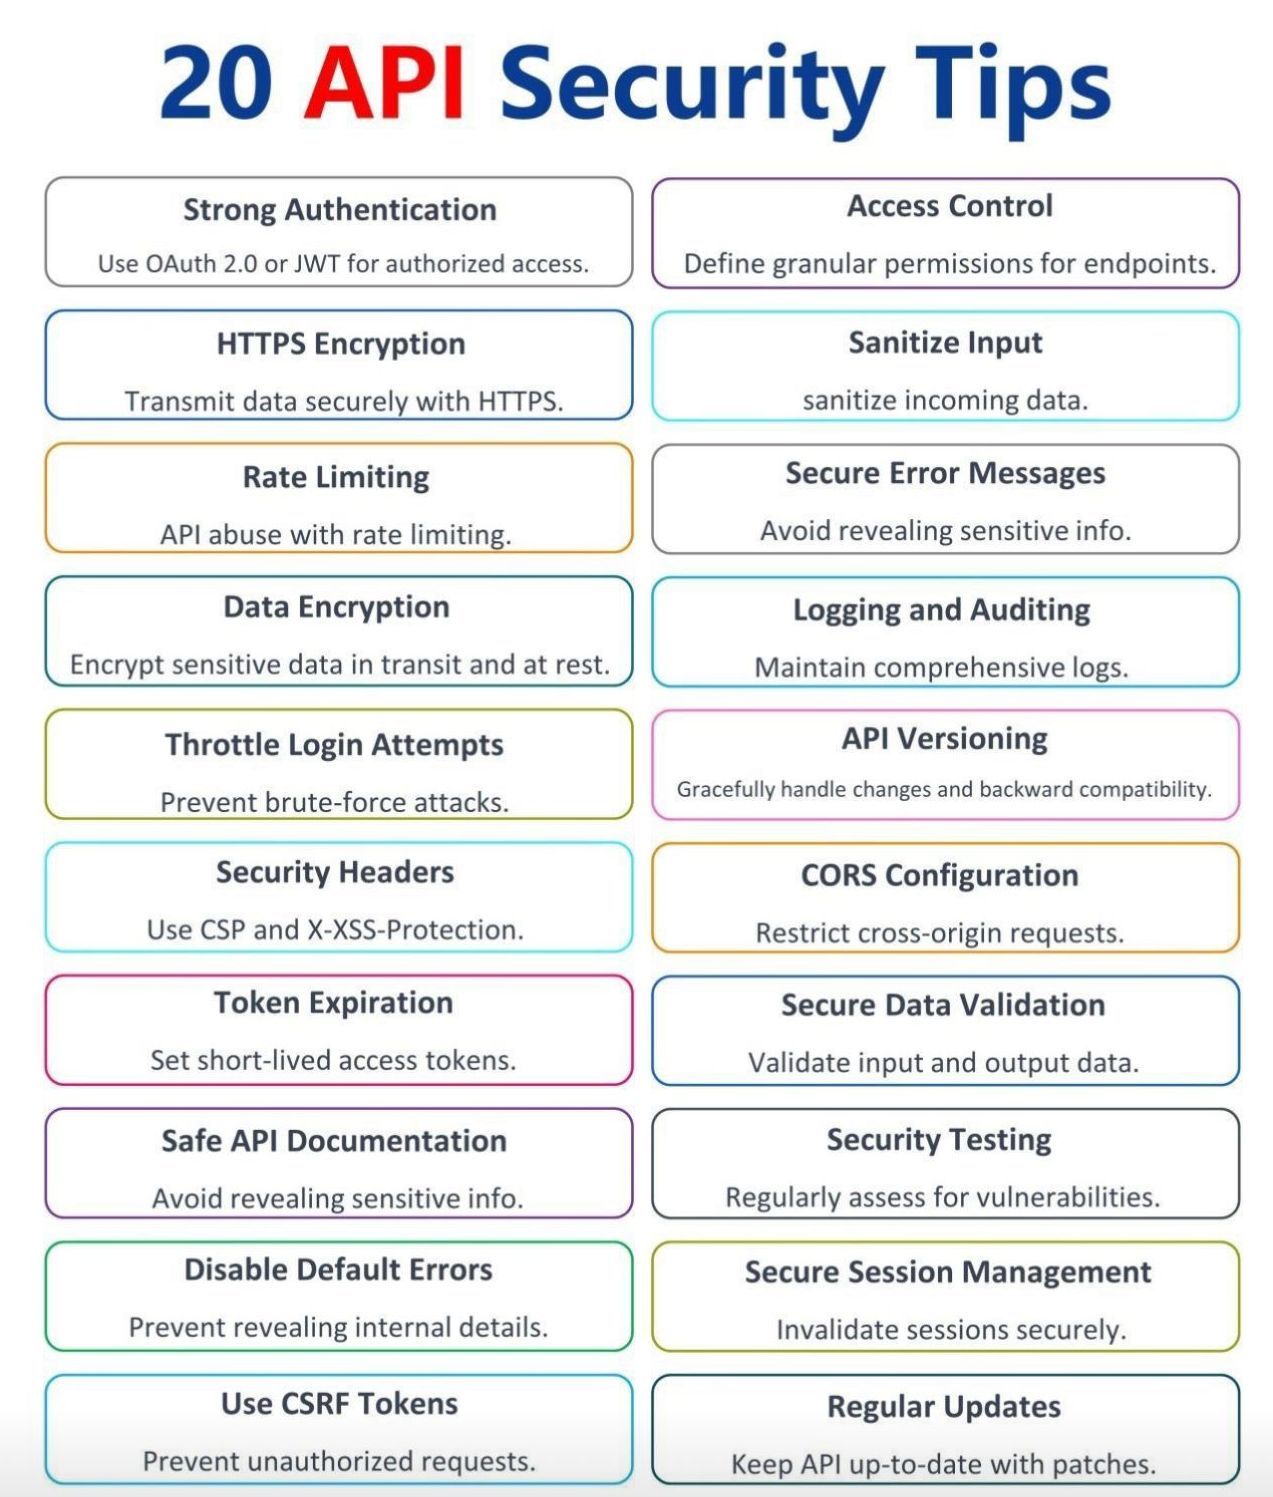 20 API Security Tips
Strong Authentication
Use OAuth 2.0 or JWT for authorized access.
Access Control
Define granular permissions for endpoints.
HTTPS Encryption
Transmit data securely with HTTPS.
Sanitize Input
sanitize incoming data.
Rate Limiting
API abuse with rate limiting.
Secure Error Messages
Avoid revealing sensitive info.
Data Encryption
Encrypt sensitive data in transit and at rest.
Logging and Auditing
Maintain comprehensive logs.
Throttle Login Attempts
Prevent brute-force attacks.
API Versioning
Gracefully handle changes and backward compatibility.
Security Headers
Use CSP and X-XSS-Protection.
CORS Configuration
Restrict cross-origin requests.
Token Expiration
Set short-lived access tokens.
Secure Data Validation
Validate input and output data.
Safe API Documentation
Avoid revealing sensitive info.
Security Testing
Regularly assess for vulnerabilities.
Disable Default Errors
Prevent revealing internal details.
Secure Session Management
Invalidate sessions securely.
Use CSRF Tokens
Prevent unauthorized requests.
Regular Updates
Keep API up-to-date with patches.